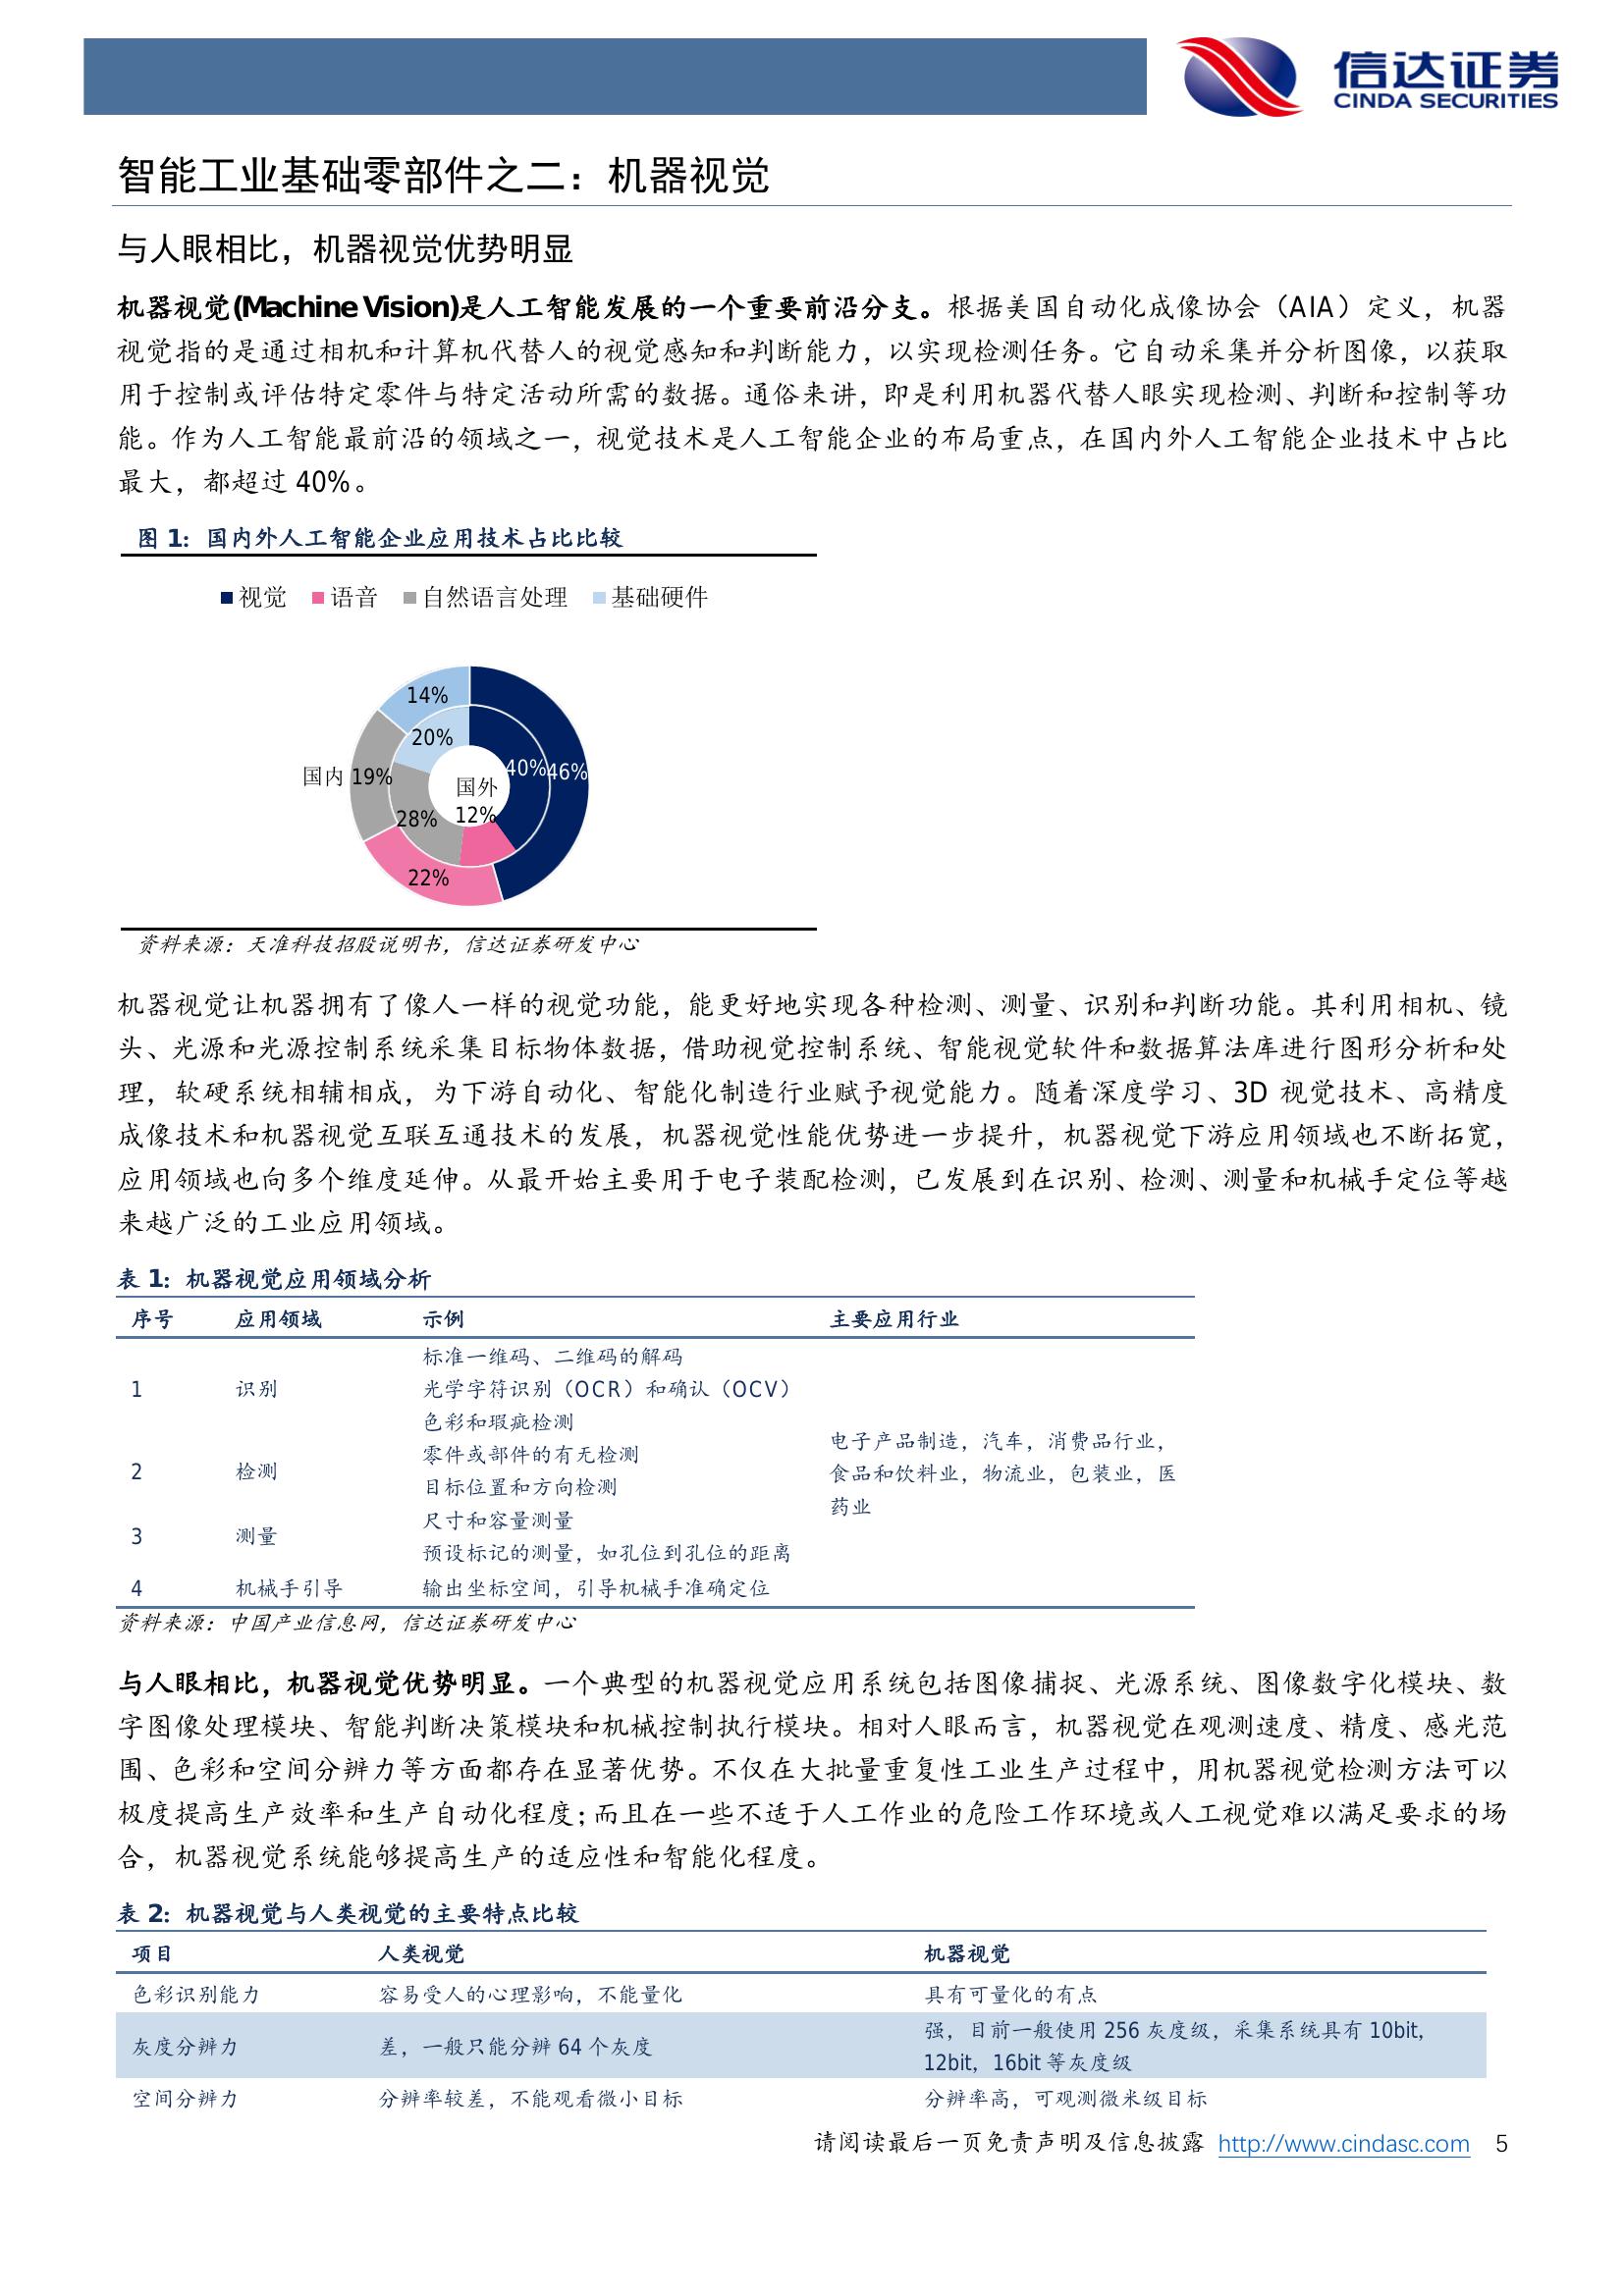 信达证券
CINDA SECURITIES
智能工业基础零部件之二：机器视觉
与人眼相比，机器视觉优势明显
机器视觉(Machine Vision)是人工智能发展的一个重要前沿分支。根据美国自动化成像协会（AIA）定义，机器
视觉指的是通过相机和计算机代替人的视觉感知和判断能力，以实现检测任务。它自动采集并分析图像，以获取
用于控制或评估特定零件与特定活动所需的数据。通俗来讲，即是利用机器代替人眼实现检测、判断和控制等功
能。作为人工智能最前沿的领域之一，视觉技术是人工智能企业的布局重点，在国内外人工智能企业技术中占比
最大，都超过 40%。
图 1：国内外人工智能企业应用技术占比比较
视觉 语音 自然语言处理 基础硬件
14%
20%
40% 46%
国内 19%
国外
12%
28%
22%
资料来源：天准科技招股说明书，信达证券研发中心
机器视觉让机器拥有了像人一样的视觉功能，能更好地实现各种检测、测量、识别和判断功能。其利用相机、镜
头、光源和光源控制系统采集目标物体数据，借助视觉控制系统、智能视觉软件和数据算法库进行图形分析和处
理，软硬系统相辅相成，为下游自动化、智能化制造行业赋予视觉能力。随着深度学习、3D 视觉技术、高精度
成像技术和机器视觉互联互通技术的发展，机器视觉性能优势进一步提升，机器视觉下游应用领域也不断拓宽，
应用领域也向多个维度延伸。从最开始主要用于电子装配检测，已发展到在识别、检测、测量和机械手定位等越
来越广泛的工业应用领域。
表 1：机器视觉应用领域分析
序号 应用领域 示例 主要应用行业
标准一维码、二维码的解码
1 识别 光学字符识别（OCR）和确认（OCV）
色彩和瑕疵检测
2 检测 零件或部件的有无检测
目标位置和方向检测
电子产品制造，汽车，消费品行业，
食品和饮料业，物流业，包装业，医
药业
3 测量 尺寸和容量测量
预设标记的测量，如孔位到孔位的距离
4 机械手引导 输出坐标空间，引导机械手准确定位
资料来源：中国产业信息网，信达证券研发中心
与人眼相比，机器视觉优势明显。一个典型的机器视觉应用系统包括图像捕捉、光源系统、图像数字化模块、数
字图像处理模块、智能判断决策模块和机械控制执行模块。相对人眼而言，机器视觉在观测速度、精度、感光范
围、色彩和空间分辨力等方面都存在显著优势。不仅在大批量重复性工业生产过程中，用机器视觉检测方法可以
极度提高生产效率和生产自动化程度；而且在一些不适于人工作业的危险工作环境或人工视觉难以满足要求的场
合，机器视觉系统能够提高生产的适应性和智能化程度。
表 2：机器视觉与人类视觉的主要特点比较
项目 人类视觉 机器视觉
色彩识别能力 容易受人的心理影响，不能量化 具有可量化的有点
灰度分辨力 差，一般只能分辨 64 个灰度 强，目前一般使用 256 灰度级，采集系统具有 10bit，
12bit，16bit 等灰度级
空间分辨力 分辨率较差，不能观看微小目标 分辨率高，可观测微米级目标
请阅读最后一页免责声明及信息披露 http://www.cindasc.com 5